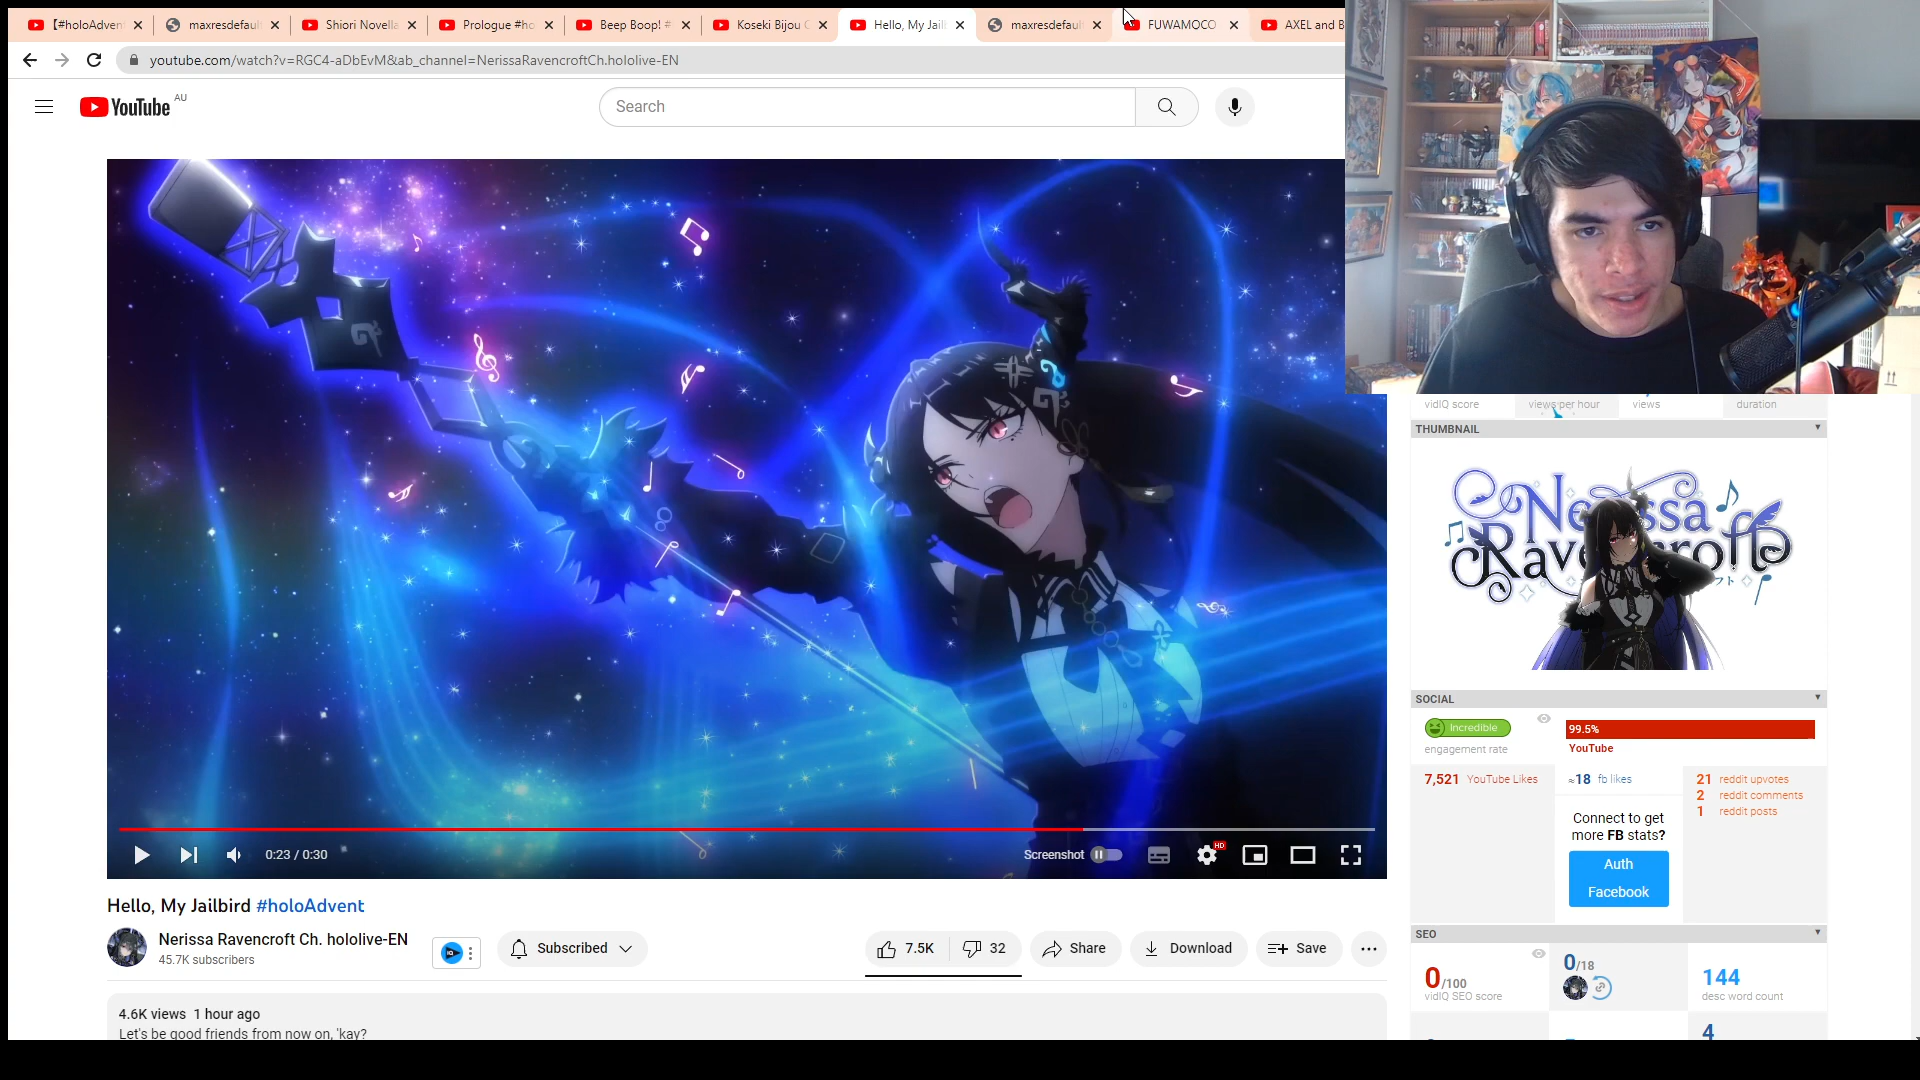 【#holoAdvent
maxresdefaul
Shiori Novella
Prologue #ho
Beep Boop! #
Koseki Bijou C
Hello, My Jail
maxresdefaul
FUWAMOCO
AXEL and B
youtube.com/watch?v=RGC4-aDbEvM&ab_channel=NerissaRavencroftCh.hololive-EN
YouTube AU
Search
0:23 / 0:30
Screenshot
HD
Hello, My Jailbird #holoAdvent
Nerissa Ravencroft Ch. hololive-EN
45.7K subscribers
Subscribed
7.5K
32
Share
Download
Save
4.6K views 1 hour ago
Let's be good friends from now on, 'kay?
vidIQ score
views per hour
views
duration
THUMBNAIL
Nerissa
Ravencroft
SOCIAL
Incredible
engagement rate
99.5%
YouTube
7,521 YouTube Likes
≈18 fb likes
21 reddit upvotes
2 reddit comments
1 reddit posts
Connect to get
more FB stats?
Auth
Facebook
SEO
0/100
vidIQ SEO score
0/18
144
desc word count
4